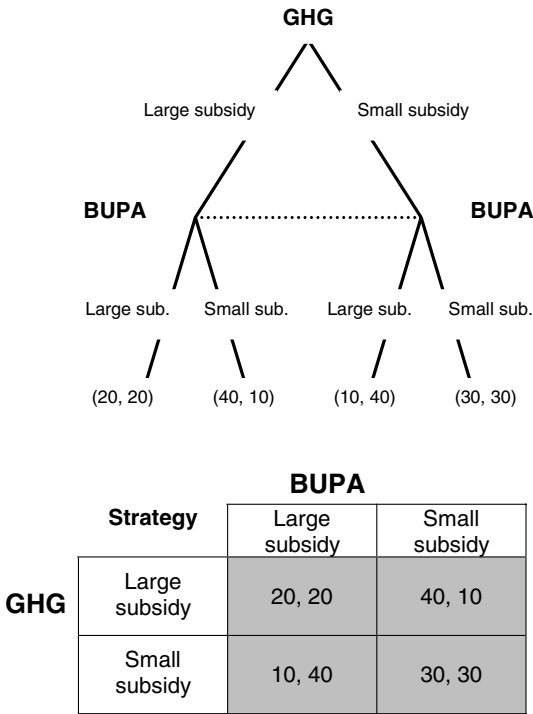 GHG
Large subsidy Small subsidy
BUPA BUPA
Large sub. Small sub. Large sub. Small sub.
(20, 20) (40, 10) (10, 40) (30, 30)
BUPA
Strategy Large subsidy Small subsidy
GHG
Large subsidy 20, 20 40, 10
Small subsidy 10, 40 30, 30